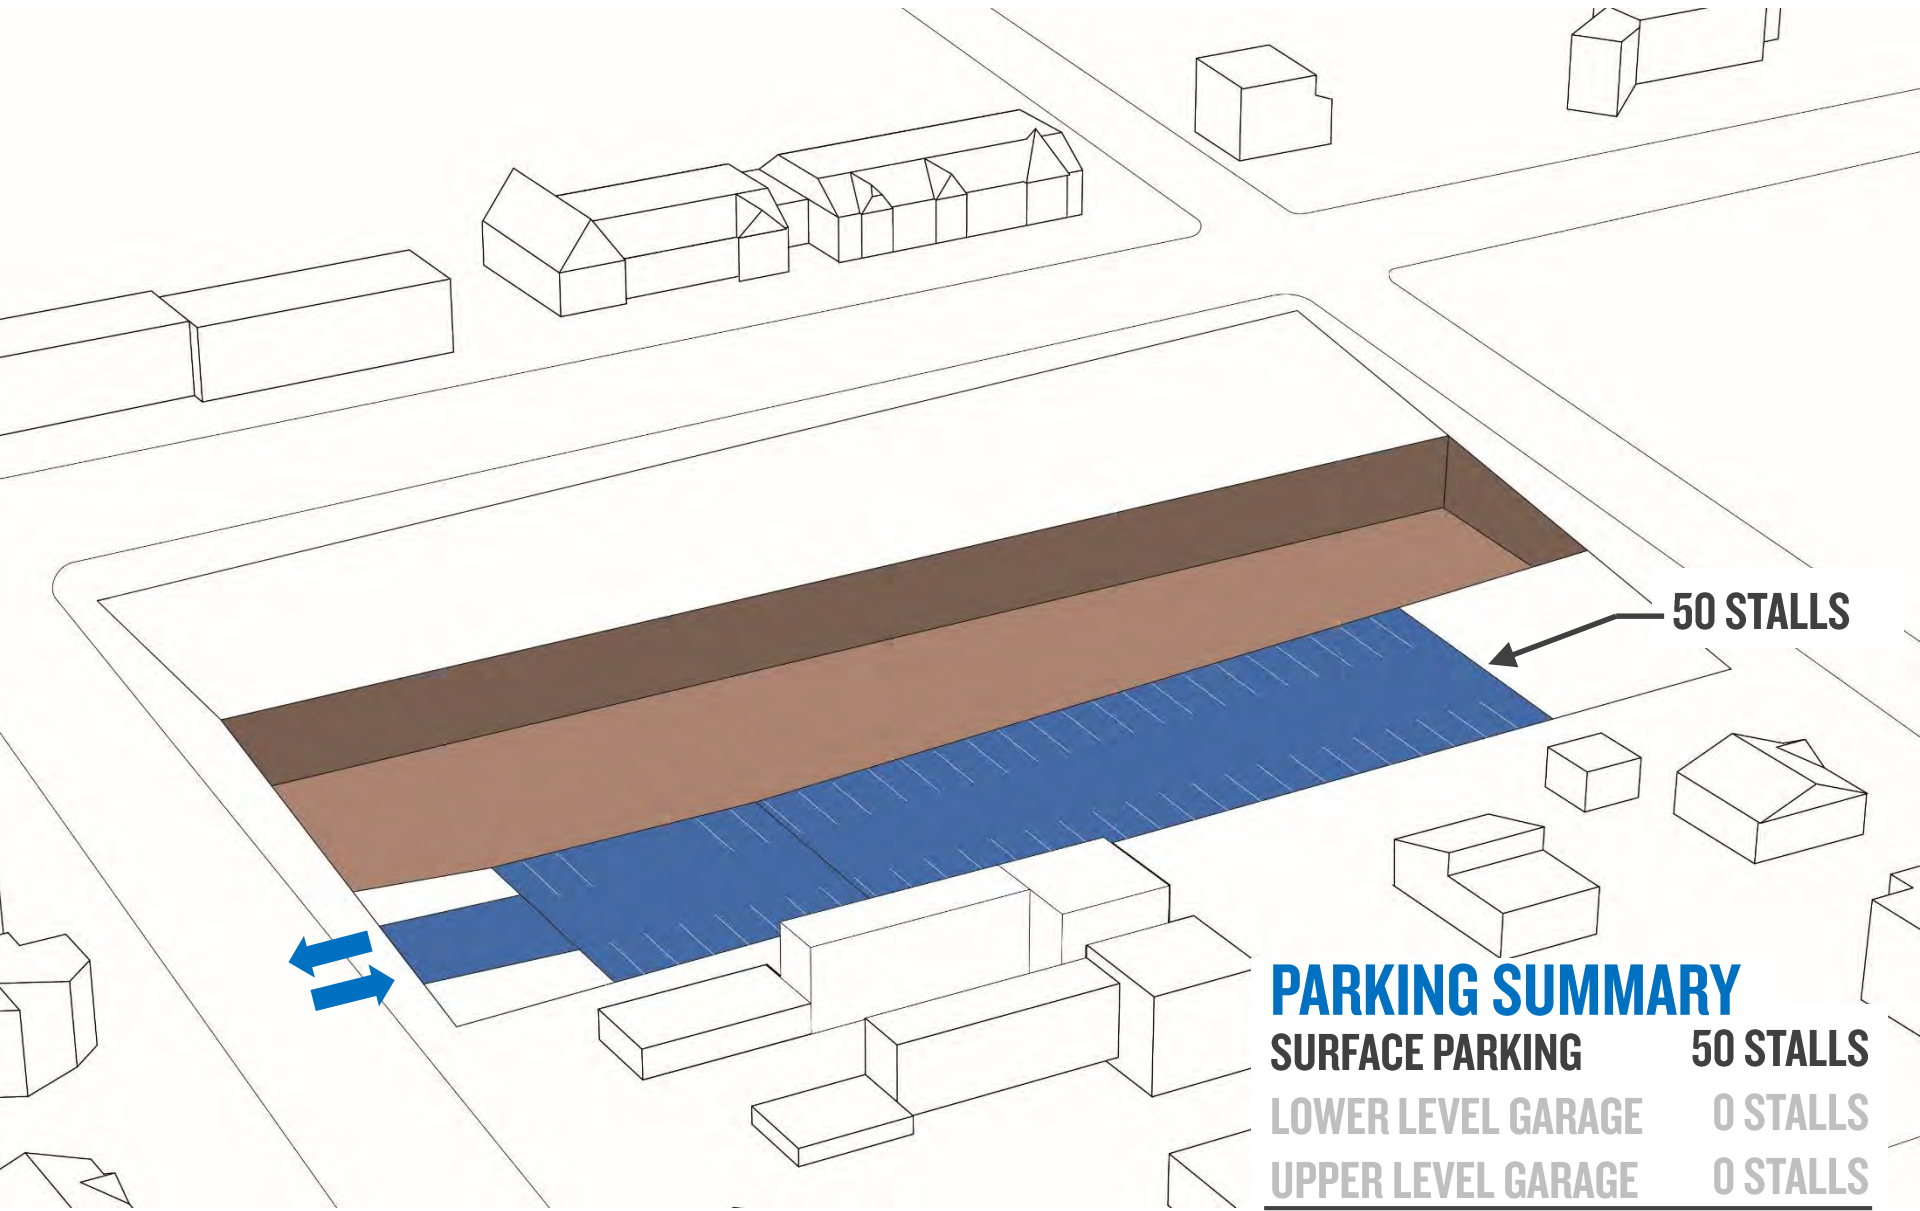 50 STALLS
PARKING SUMMARY
SURFACE PARKING 50 STALLS
LOWER LEVEL GARAGE 0 STALLS
UPPER LEVEL GARAGE 0 STALLS